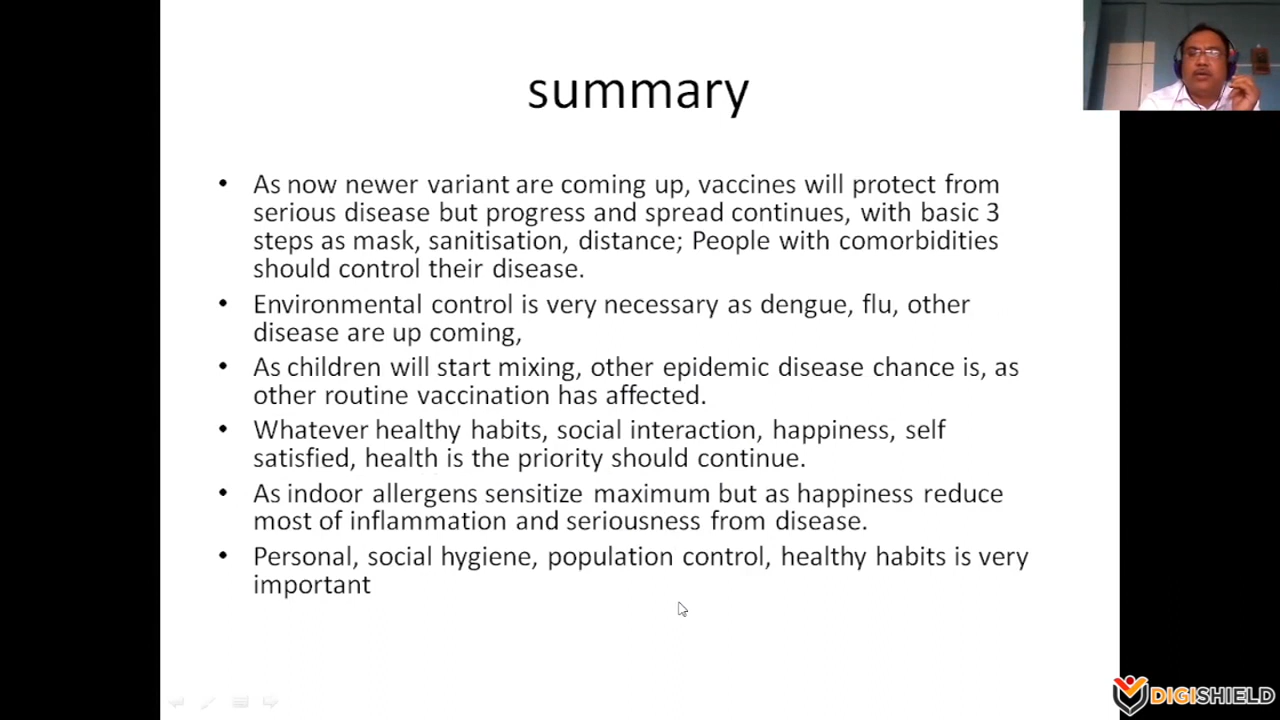 summary
• As now newer variant are coming up, vaccines will protect from
serious disease but progress and spread continues, with basic 3
steps as mask, sanitisation, distance; People with comorbidities
should control their disease.
• Environmental control is very necessary as dengue, flu, other
disease are up coming,
• As children will start mixing, other epidemic disease chance is, as
other routine vaccination has affected.
• Whatever healthy habits, social interaction, happiness, self
satisfied, health is the priority should continue.
• As indoor allergens sensitize maximum but as happiness reduce
most of inflammation and seriousness from disease.
• Personal, social hygiene, population control, healthy habits is very
important
DIGISHIELD